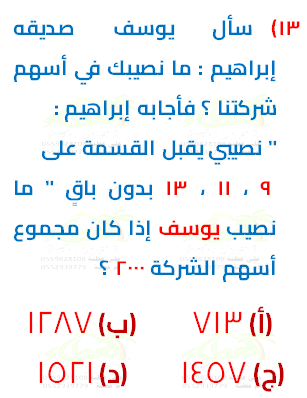 ١٣) سأل يوسف صديقه
إبراهيم : ما نصيبك في أسهم
شركتنا ؟ فأجابه إبراهيم :
" نصيبي يقبل القسمة على
٩ ، ١١ ، ١٣ بدون باقٍ " ما
نصيب يوسف إذا كان مجموع
أسهم الشركة ٢٠٠٠ ؟
(أ) ٧١٣ (ب) ١٢٨٧
(ج) ١٤٥٧ (د) ١٥٢١